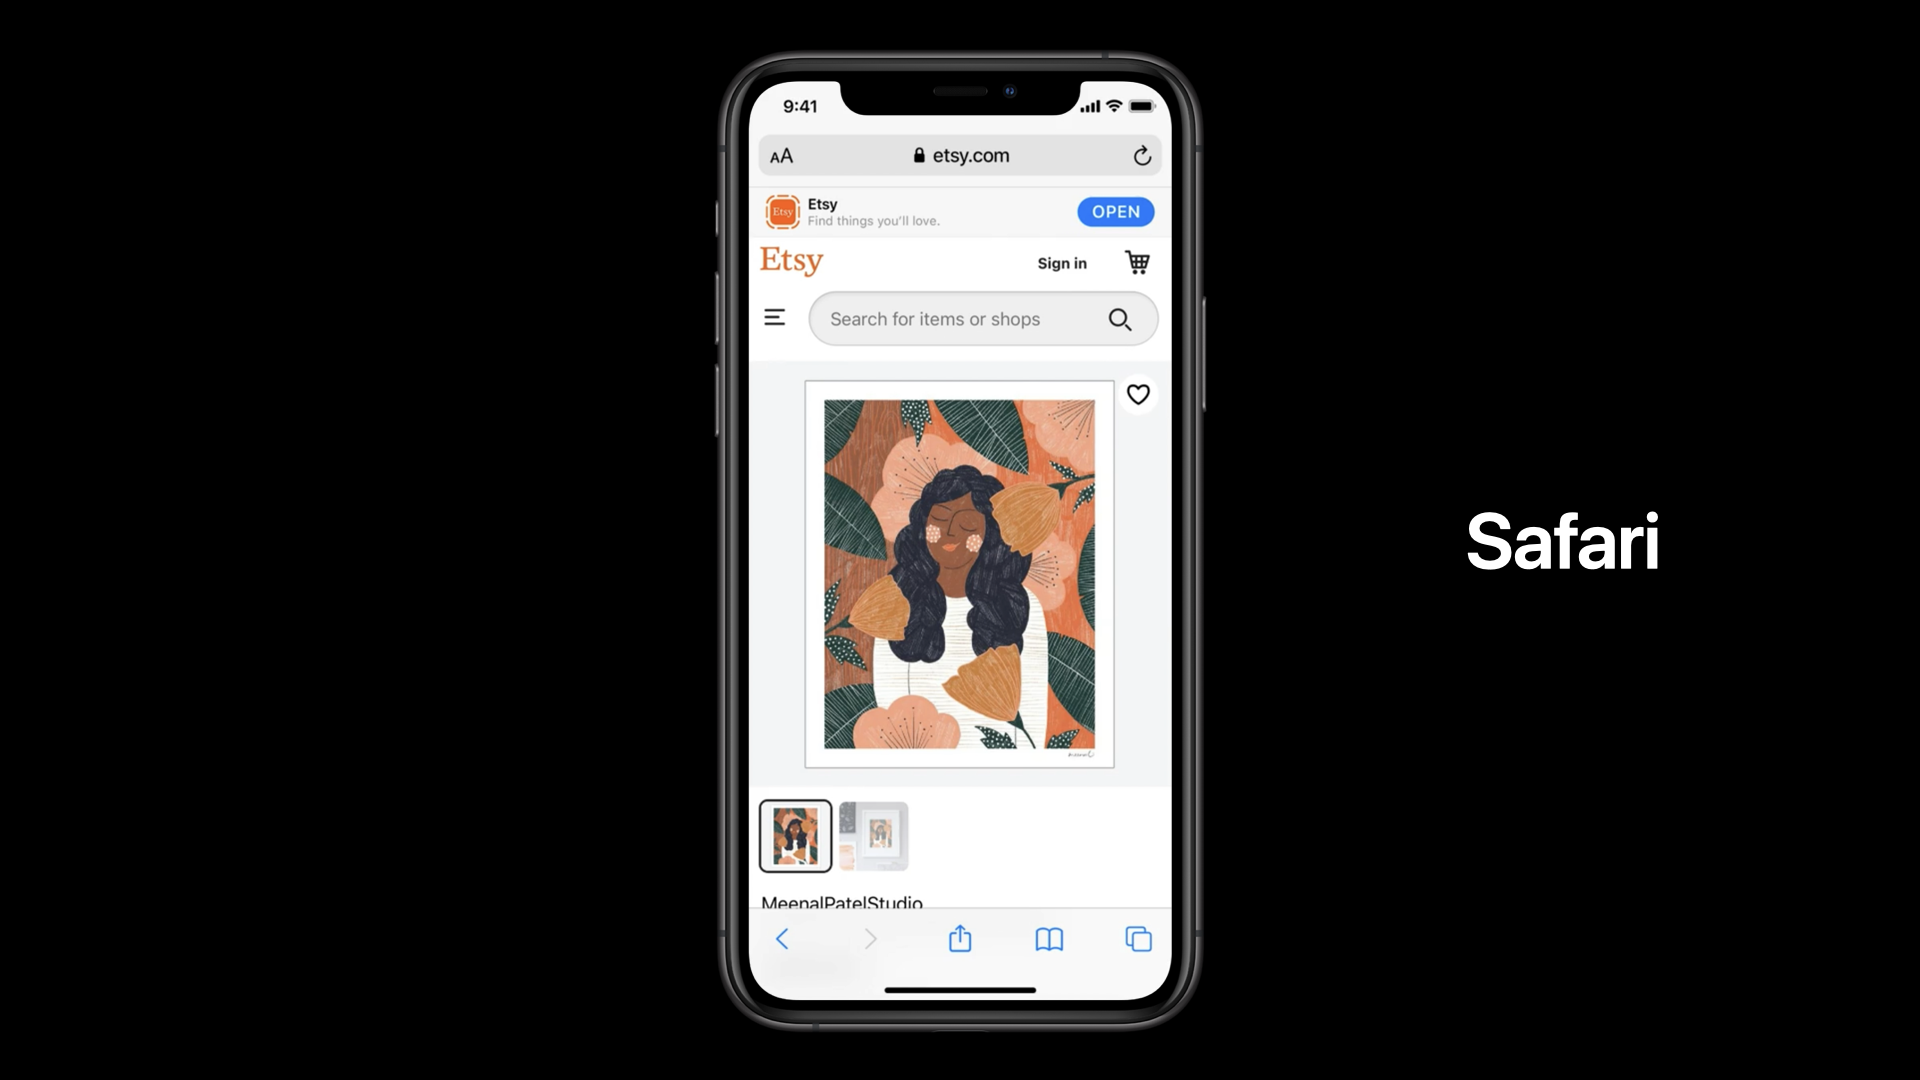 9:41
AA
etsy.com
Etsy
Etsy
Find things you'll love.
OPEN
Etsy
Sign in
Search for items or shops
Safari
MeenalPatelStudio